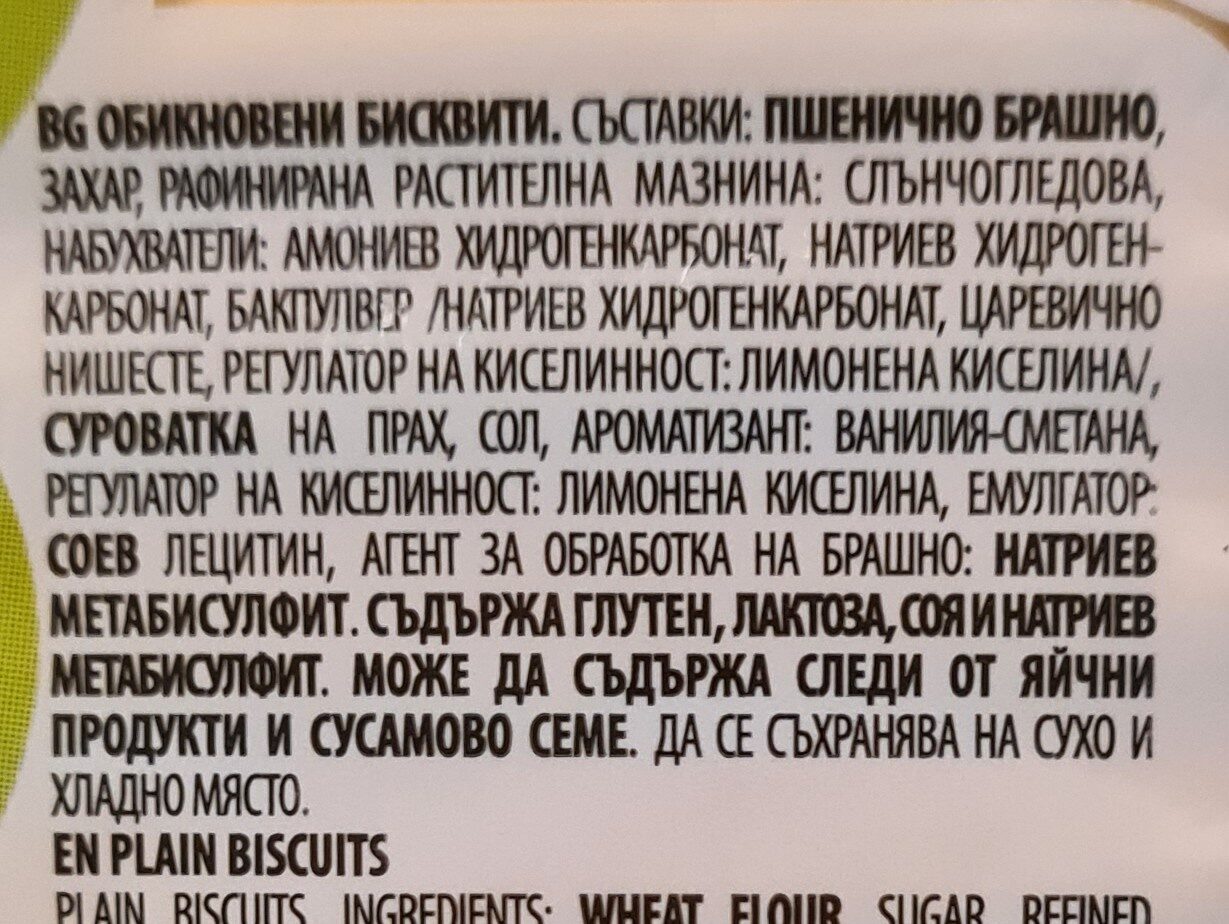 BG ОБИКНОВЕНИ БИСКВИТИ. СЪСТАВКИ: ПШЕНИЧНО БРАШНО,
ЗАХАР, РАФИНИРАНА РАСТИТЕЛНА МАЗНИНА: СЛЪНЧОГЛЕДОВА,
НАБУХВАТЕЛИ: АМОНИЕВ ХИДРОГЕНКАРБОНАТ, НАТРИЕВ ХИДРОГЕН-
КАРБОНАТ, БАКПУЛВЕР /НАТРИЕВ ХИДРОГЕНКАРБОНАТ, ЦАРЕВИЧНО
НИШЕСТЕ, РЕГУЛАТОР НА КИСЕЛИННОСТ: ЛИМОНЕНА КИСЕЛИНА/,
СУРОВАТКА НА ПРАХ, СОЛ, АРОМАТИЗАНТ: ВАНИЛИЯ-СМЕТАНА,
РЕГУЛАТОР НА КИСЕЛИННОСТ: ЛИМОНЕНА КИСЕЛИНА, ЕМУЛГАТОР:
СОЕВ ЛЕЦИТИН, АГЕНТ ЗА ОБРАБОТКА НА БРАШНО: НАТРИЕВ
МЕТАБИСУЛФИТ. СЪДЪРЖА ГЛУТЕН, ЛАКТОЗА, СОЯ И НАТРИЕВ
МЕТАБИСУЛФИТ. МОЖЕ ДА СЪДЪРЖА СЛЕДИ ОТ ЯЙЧНИ
ПРОДУКТИ И СУСАМОВО СЕМЕ. ДА СЕ СЪХРАНЯВА НА СУХО И
ХЛАДНО МЯСТО.
EN PLAIN BISCUITS
PLAIN BISCUITS. INGREDIENTS: WHEAT FLOUR, SUGAR, REFINED